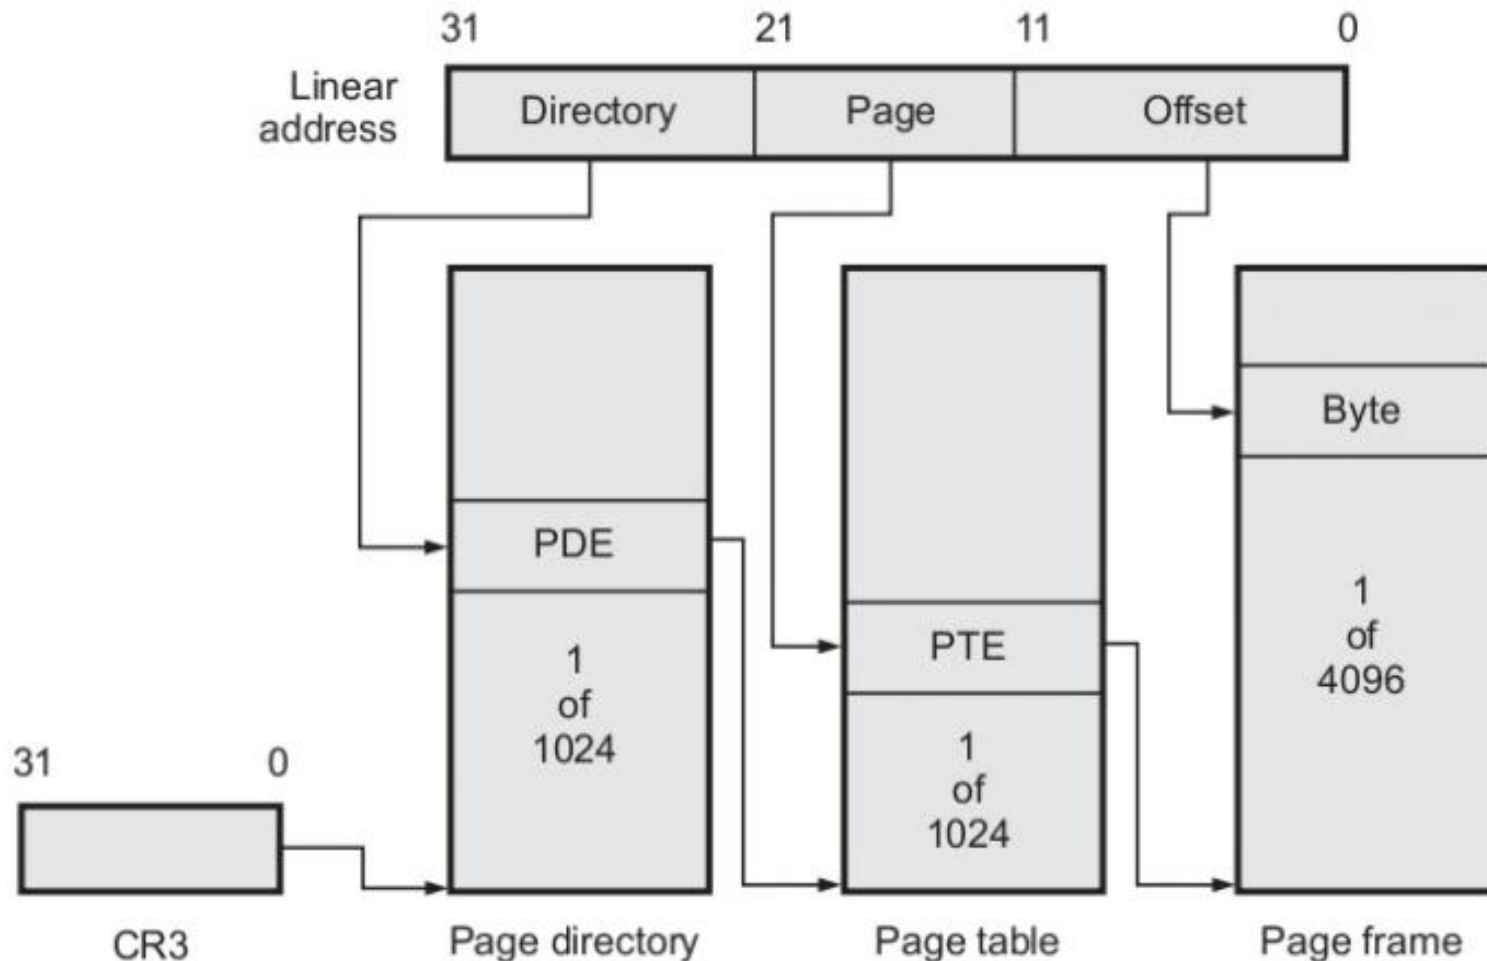 31 21 11 0
Linear
address
Directory Page Offset
Byte
PDE
1
of
1024
PTE
1
of
1024
1
of
4096
31 0
CR3
Page directory
Page table
Page frame